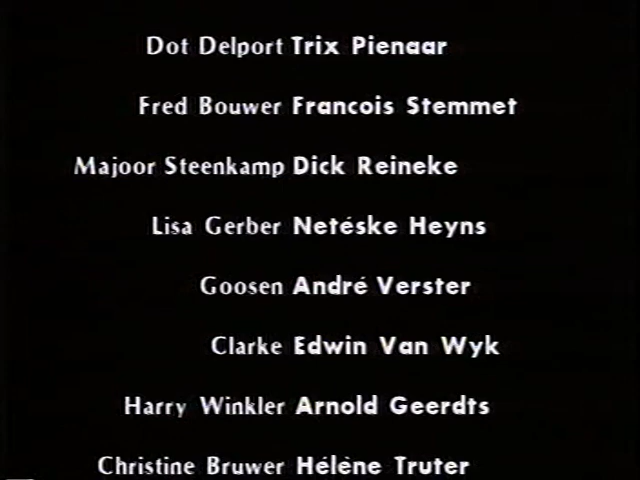 Dot Delport Trix Pienaar
Fred Bouwer Francois Stemmet
Majoor Steenkamp Dick Reineke
Lisa Gerber Netéske Heyns
Goosen André Verster
Clarke Edwin Van Wyk
Harry Winkler Arnold Geerdts
Christine Bruwer Hélène Truter